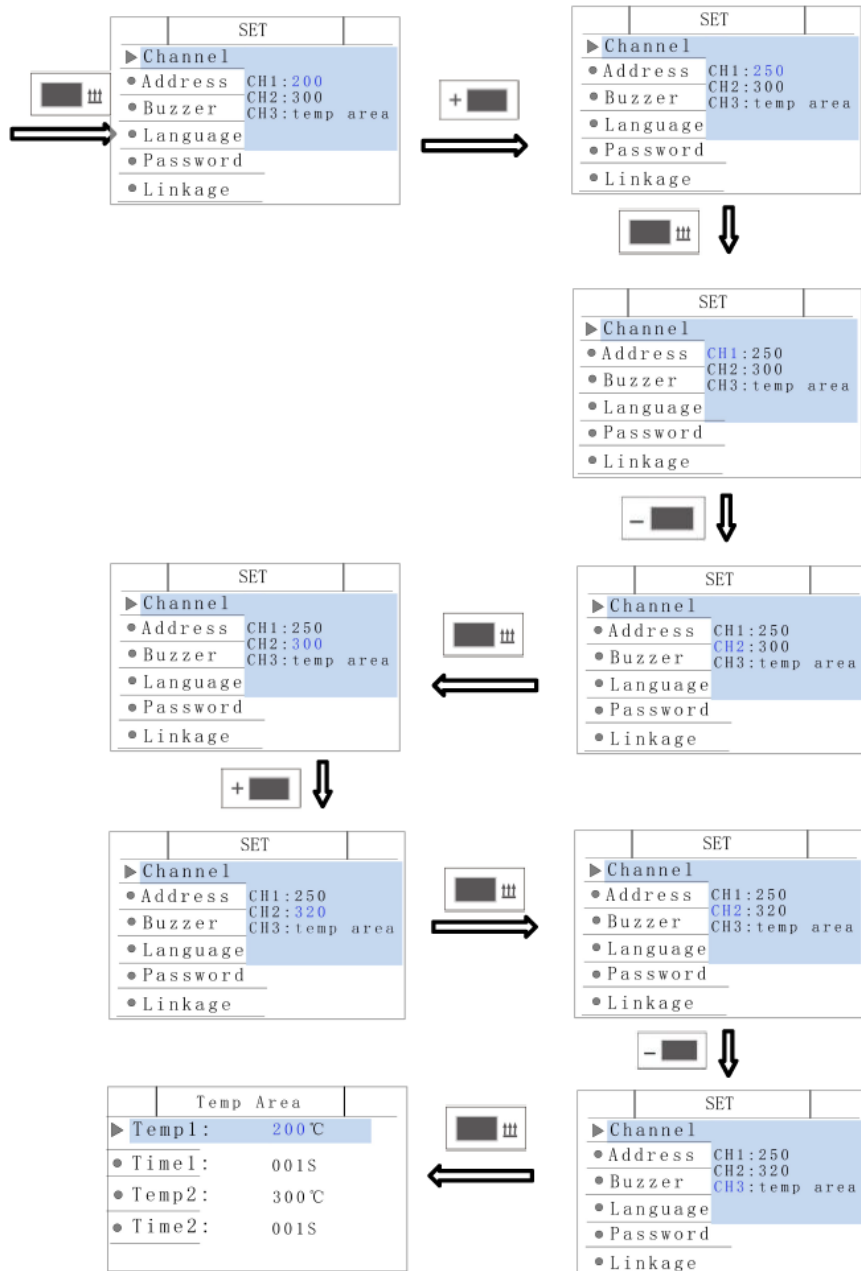 SET
Channel
Address CH1:200
CH2:300
Buzzer CH3:temp area
Language
Password
Linkage
+
SET
Channel
Address CH1:250
CH2:300
Buzzer CH3:temp area
Language
Password
Linkage
SET
Channel
Address CH1:250
CH2:300
Buzzer CH3:temp area
Language
Password
Linkage
−
SET
Channel
Address CH1:250
CH2:300
Buzzer CH3:temp area
Language
Password
Linkage
SET
Channel
Address CH1:250
CH2:300
Buzzer CH3:temp area
Language
Password
Linkage
+
SET
Channel
Address CH1:250
CH2:320
Buzzer CH3:temp area
Language
Password
Linkage
SET
Channel
Address CH1:250
CH2:320
Buzzer CH3:temp area
Language
Password
Linkage
−
SET
Channel
Address CH1:250
CH2:320
Buzzer CH3:temp area
Language
Password
Linkage
Temp Area
Temp1: 200℃
Time1: 001S
Temp2: 300℃
Time2: 001S